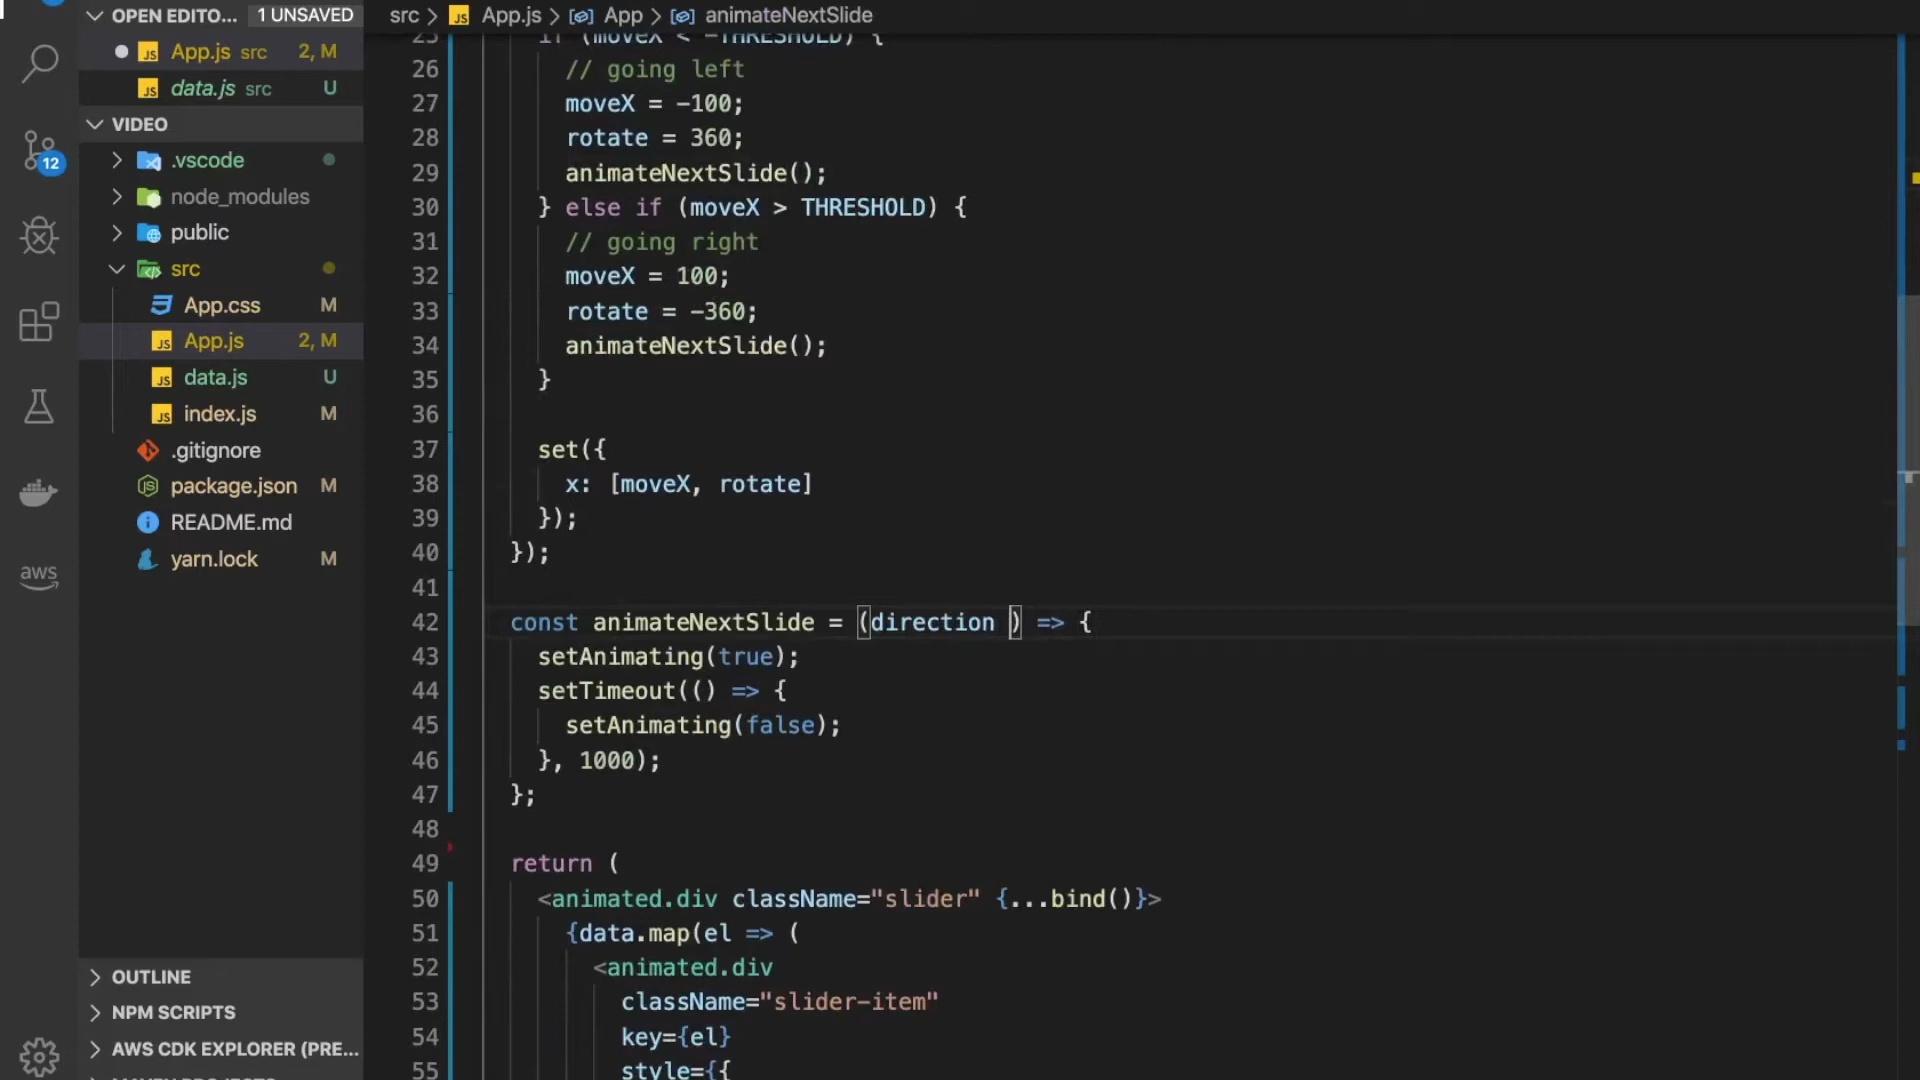 OPEN EDITO... 1 UNSAVED
App.js src 2, M
data.js src U
VIDEO
.vscode
node_modules
public
src
App.css M
App.js 2, M
data.js U
index.js M
.gitignore
package.json M
README.md
yarn.lock M
OUTLINE
NPM SCRIPTS
AWS CDK EXPLORER (PRE...
12
aws
src > App.js > App > animateNextSlide
25 if (moveX < -THRESHOLD) {
26 // going left
27 moveX = -100;
28 rotate = 360;
29 animateNextSlide();
30 } else if (moveX > THRESHOLD) {
31 // going right
32 moveX = 100;
33 rotate = -360;
34 animateNextSlide();
35 }
36
37 set({
38 x: [moveX, rotate]
39 });
40 });
41
42 const animateNextSlide = (direction ) => {
43 setAnimating(true);
44 setTimeout(() => {
45 setAnimating(false);
46 }, 1000);
47 };
48
49 return (
50 <animated.div className="slider" {...bind()}>
51 {data.map(el => (
52 <animated.div
53 className="slider-item"
54 key={el}
55 style={{